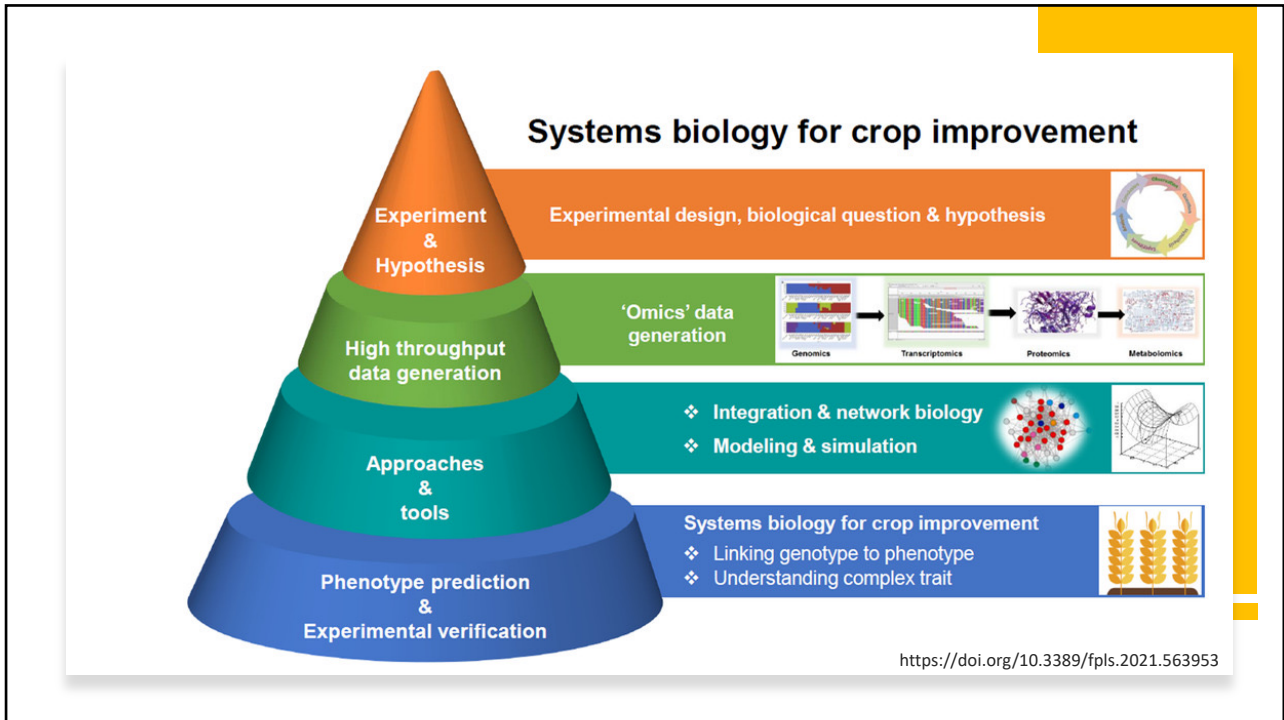 Systems biology for crop improvement
Experiment
&
Hypothesis
Experimental design, biological question & hypothesis
High throughput
data generation
‘Omics’ data
generation
Genomics
Transcriptomics
Proteomics
Metabolomics
Approaches
&
tools
❖ Integration & network biology
❖ Modeling & simulation
Phenotype prediction
&
Experimental verification
Systems biology for crop improvement
❖ Linking genotype to phenotype
❖ Understanding complex trait
https://doi.org/10.3389/fpls.2021.563953